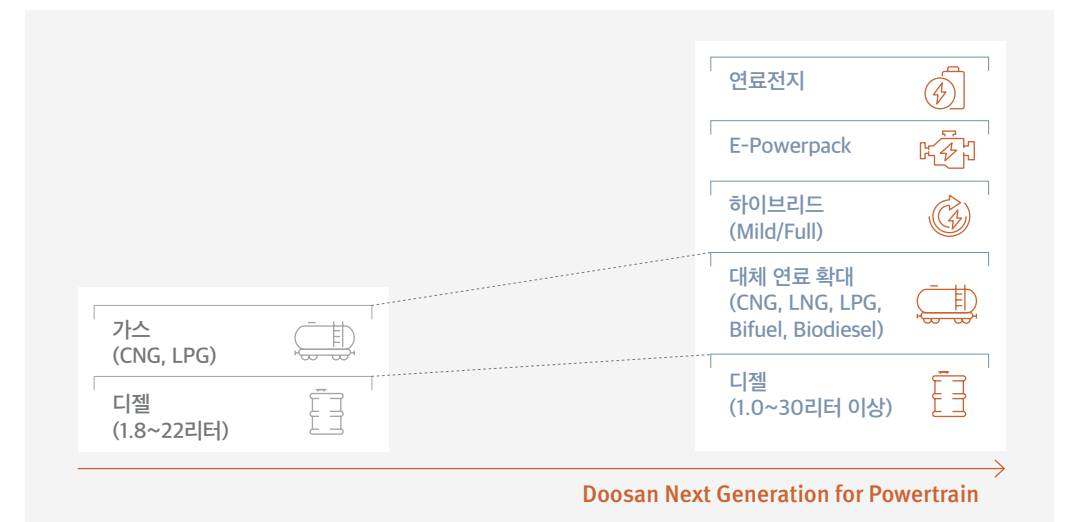 가스
(CNG, LPG)
디젤
(1.8~22리터)
연료전지
E-Powerpack
하이브리드
(Mild/Full)
대체 연료 확대
(CNG, LNG, LPG,
Bifuel, Biodiesel)
디젤
(1.0~30리터 이상)
Doosan Next Generation for Powertrain